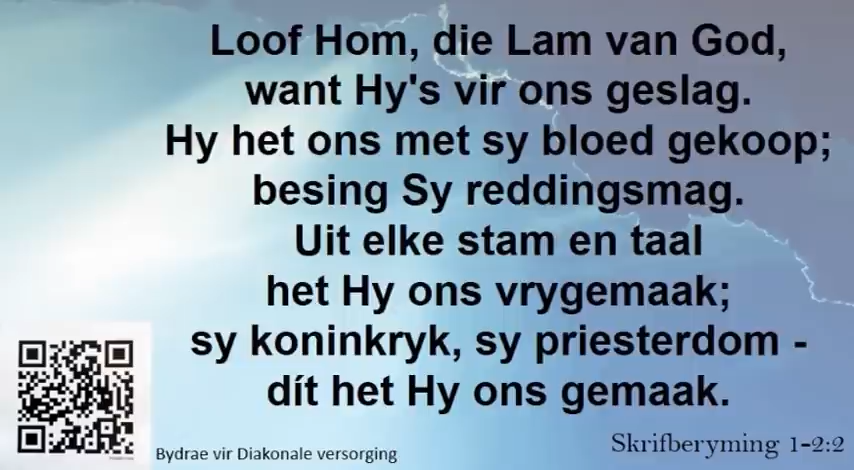 Loof Hom, die Lam van God,
want Hy's vir ons geslag.
Hy het ons met sy bloed gekoop;
besing Sy reddingsmag.
Uit elke stam en taal
het Hy ons vrygemaak;
sy koninkryk, sy priesterdom -
dít het Hy ons gemaak.
Bydrae vir Diakonale versorging
Skrifberyming 1-2:2